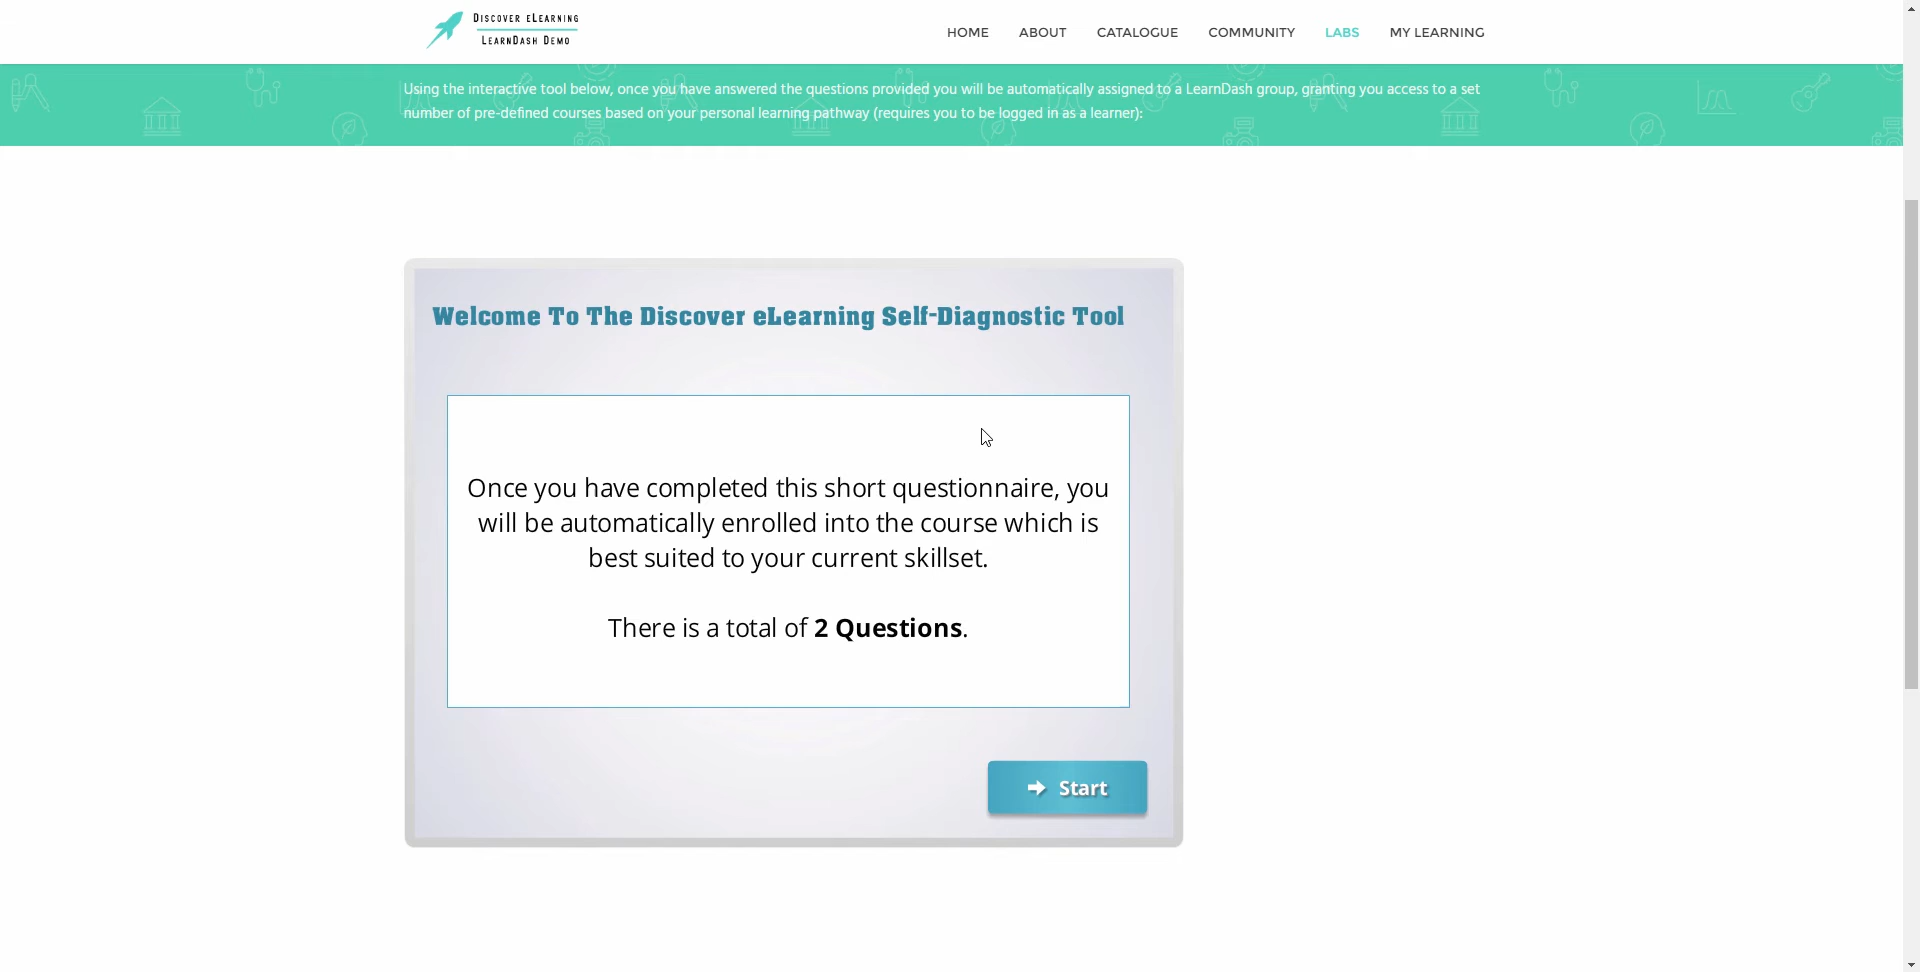 Discover eLearning
LearnDash Demo
HOME ABOUT CATALOGUE COMMUNITY LABS MY LEARNING
Using the interactive tool below, once you have answered the questions provided you will be automatically assigned to a LearnDash group, granting you access to a set
number of pre-defined courses based on your personal learning pathway (requires you to be logged in as a learner):
Welcome To The Discover eLearning Self-Diagnostic Tool
Once you have completed this short questionnaire, you
will be automatically enrolled into the course which is
best suited to your current skillset.
There is a total of 2 Questions.
Start